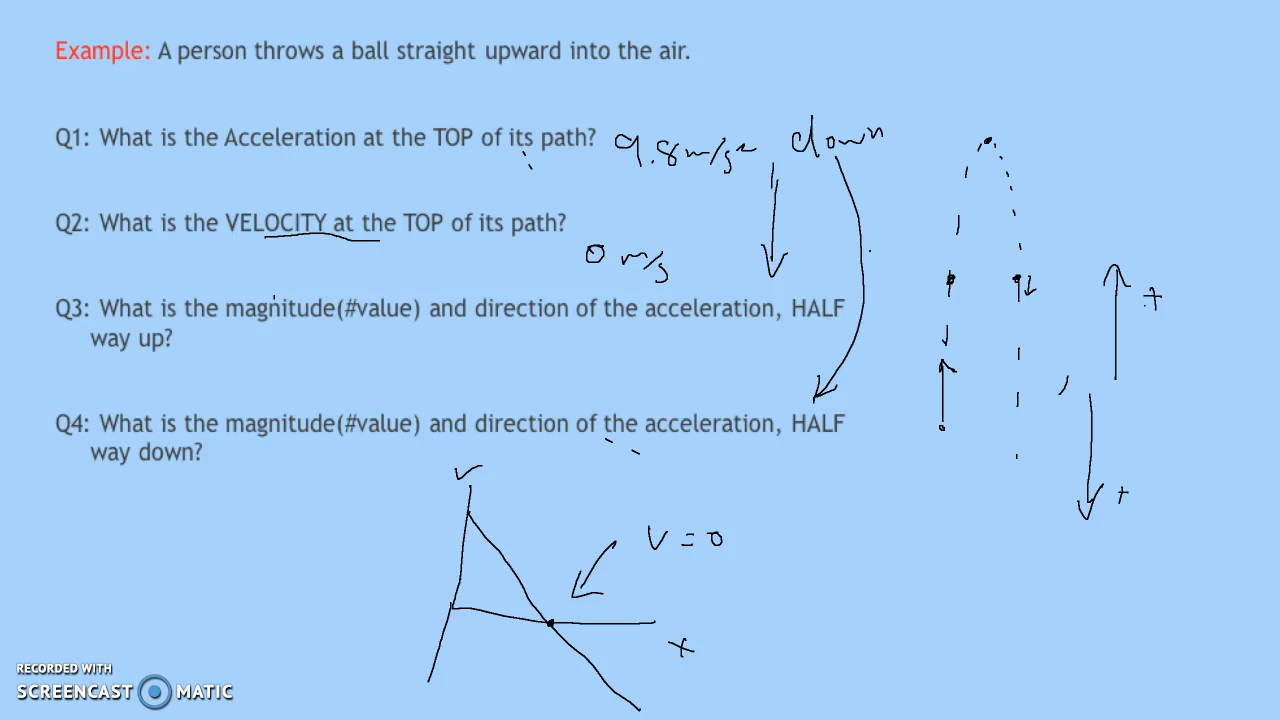 Example: A person throws a ball straight upward into the air.
Q1: What is the Acceleration at the TOP of its path? 9.8 m/s² down
Q2: What is the VELOCITY at the TOP of its path?
0 m/s
Q3: What is the magnitude(#value) and direction of the acceleration, HALF
way up?
+
Q4: What is the magnitude(#value) and direction of the acceleration, HALF
way down?
+
v
V = 0
x
RECORDED WITH
SCREENCAST MATIC